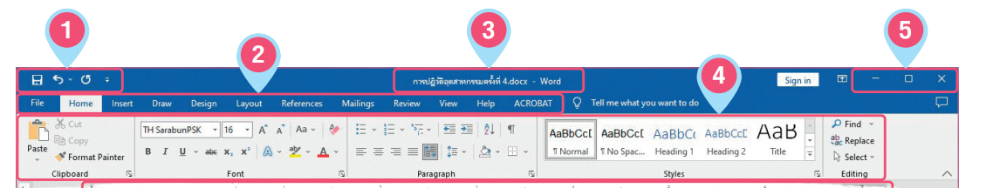 1
2
3
4
5
การปฏิวัติอุตสาหกรรมครั้งที่ 4.docx - Word
Sign in
File Home Insert Draw Design Layout References Mailings Review View Help ACROBAT Tell me what you want to do
Paste
Cut
Copy
Format Painter
Clipboard
TH SarabunPSK 16 A A Aa A
B I U abc X₂ X² A ab A
Font
A Z ¶
Paragraph
AaBbCcI AaBbCcI AaBbCc AaBbCcE AaB
¶ Normal ¶ No Spac... Heading 1 Heading 2 Title
Styles
Find
ab ac Replace
Select
Editing